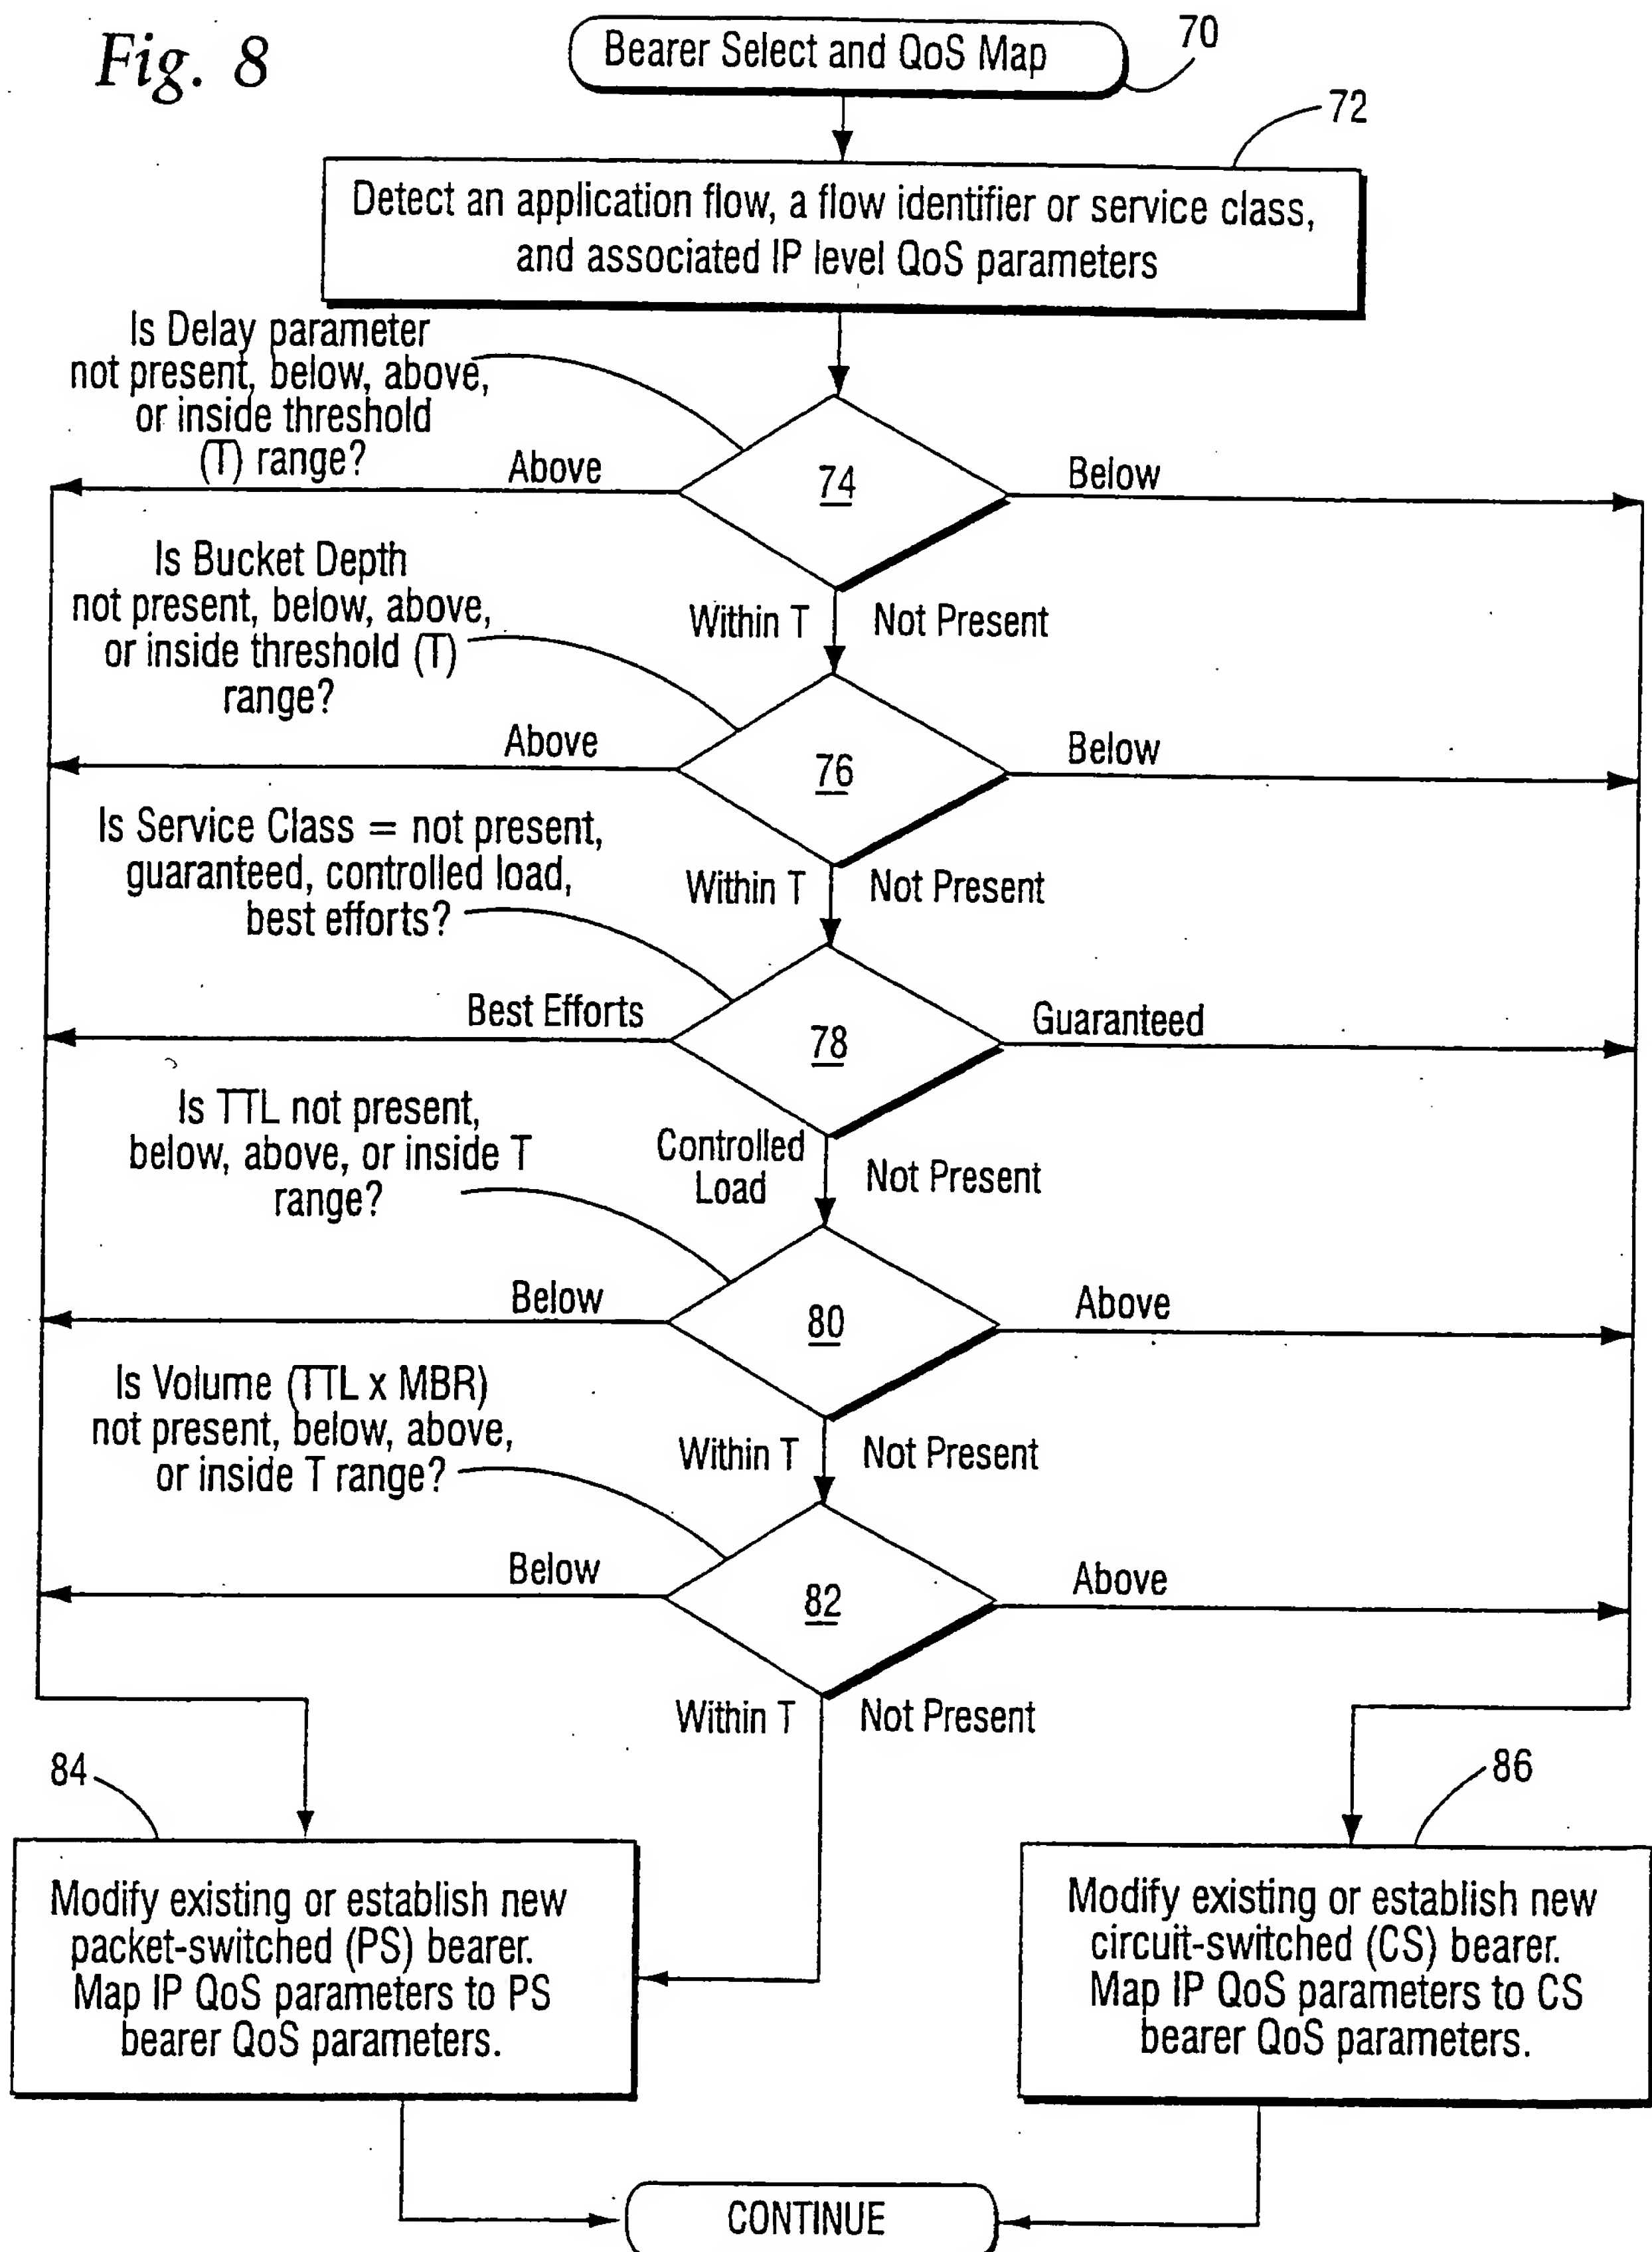 Fig. 8
Bearer Select and QoS Map
70
72
Detect an application flow, a flow identifier or service class,
and associated IP level QoS parameters
Is Delay parameter
not present, below, above,
or inside threshold
(T) range?
Above
74
Below
Within T
Not Present
Is Bucket Depth
not present, below, above,
or inside threshold (T)
range?
Above
76
Below
Within T
Not Present
Is Service Class = not present,
guaranteed, controlled load,
best efforts?
Best Efforts
78
Guaranteed
Controlled
Load
Not Present
Is TTL not present,
below, above, or inside T
range?
Below
80
Above
Within T
Not Present
Is Volume (TTL x MBR)
not present, below, above,
or inside T range?
Below
82
Above
Within T
Not Present
84
Modify existing or establish new
packet-switched (PS) bearer.
Map IP QoS parameters to PS
bearer QoS parameters.
86
Modify existing or establish new
circuit-switched (CS) bearer.
Map IP QoS parameters to CS
bearer QoS parameters.
CONTINUE